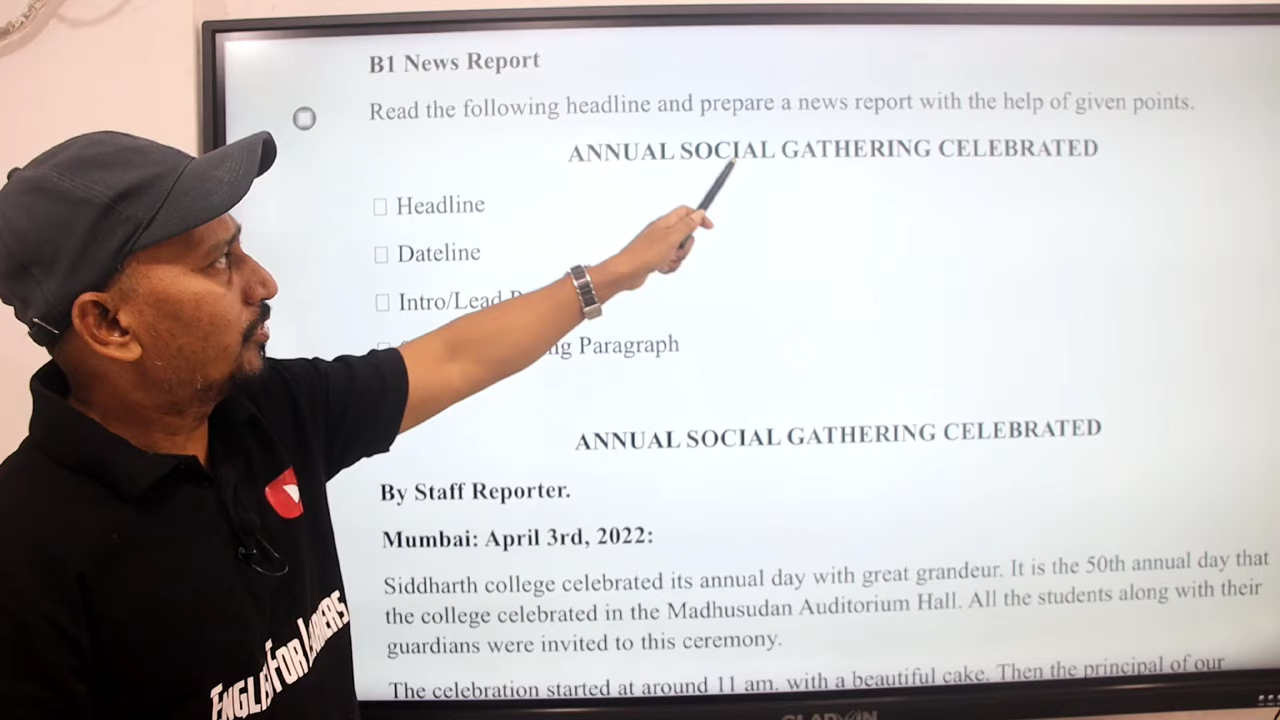 B1 News Report
Read the following headline and prepare a news report with the help of given points.
ANNUAL SOCIAL GATHERING CELEBRATED
Headline
Dateline
Intro/Lead
Paragraph
ANNUAL SOCIAL GATHERING CELEBRATED
By Staff Reporter.
Mumbai: April 3rd, 2022:
Siddharth college celebrated its annual day with great grandeur. It is the 50th annual day that
the college celebrated in the Madhusudan Auditorium Hall. All the students along with their
guardians were invited to this ceremony.
The celebration started at around 11 am. with a beautiful cake. Then the principal of our
ENGLISH FOR LEARNERS